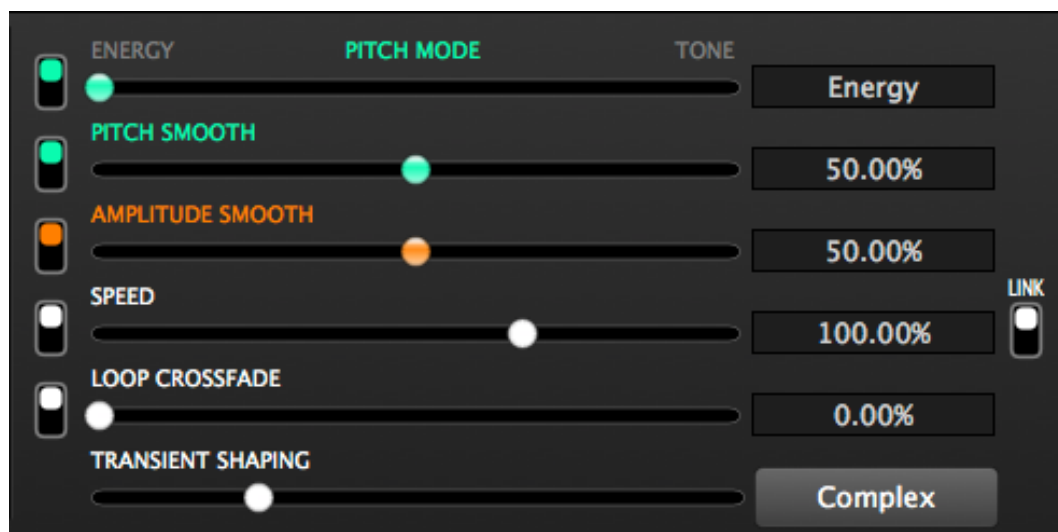 ENERGY PITCH MODE TONE
Energy
PITCH SMOOTH
50.00%
AMPLITUDE SMOOTH
50.00%
SPEED
100.00%
LINK
LOOP CROSSFADE
0.00%
TRANSIENT SHAPING
Complex